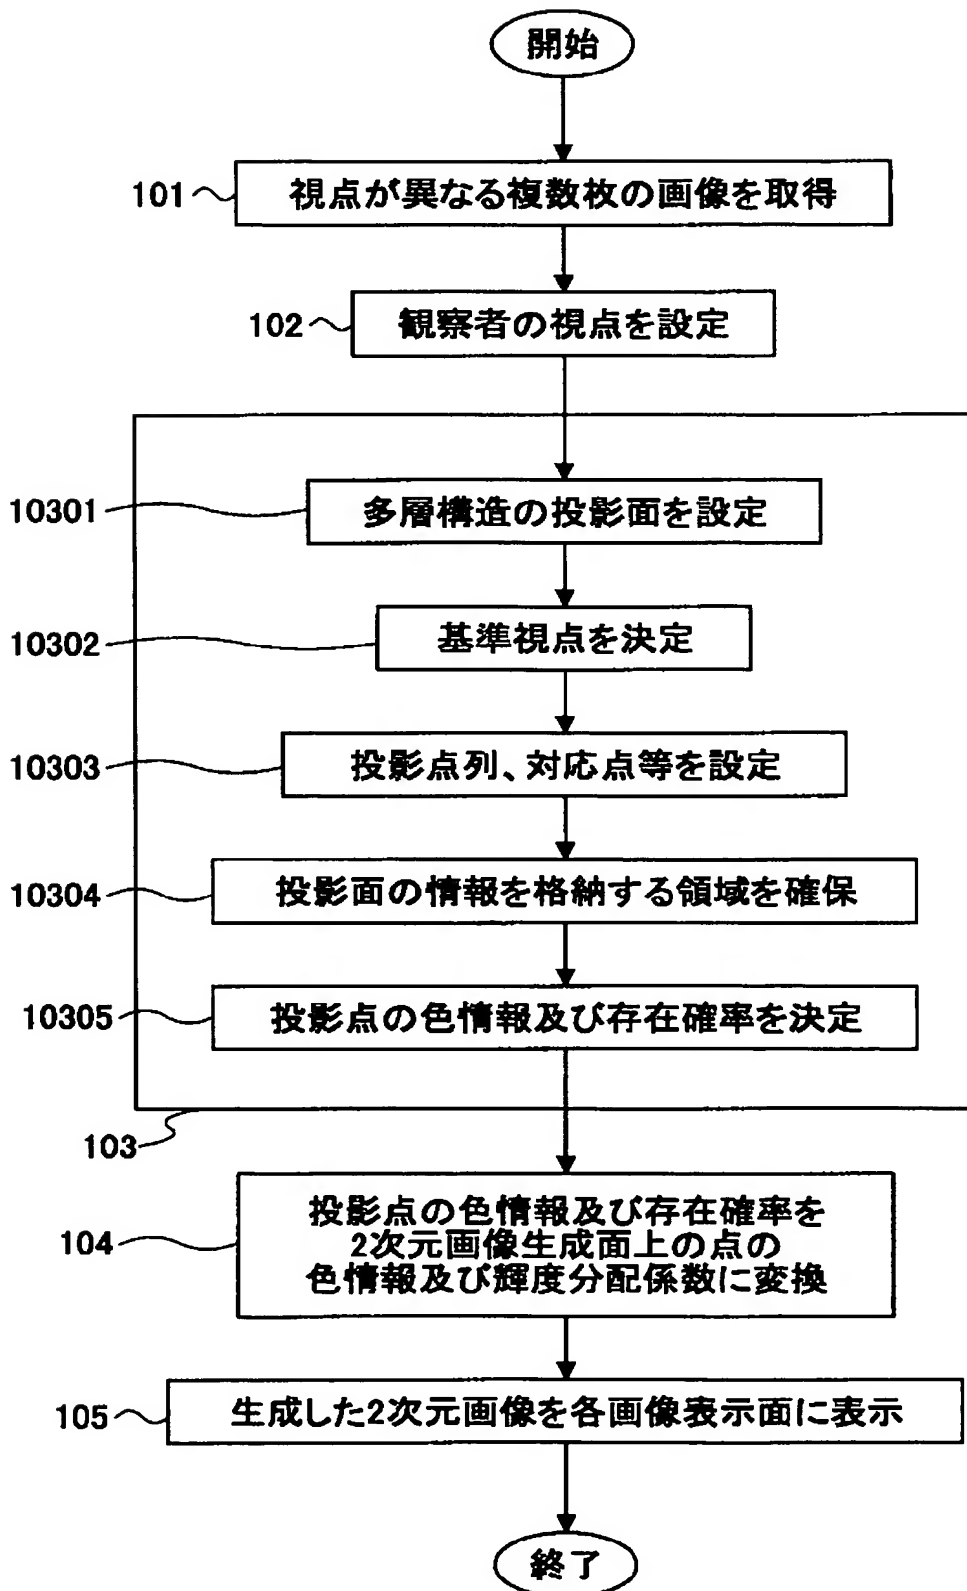 開始
101
視点が異なる複数枚の画像を取得
102
観察者の視点を設定
10301
多層構造の投影面を設定
10302
基準視点を決定
10303
投影点列、対応点等を設定
10304
投影面の情報を格納する領域を確保
10305
投影点の色情報及び存在確率を決定
103
104
投影点の色情報及び存在確率を
2次元画像生成面上の点の
色情報及び輝度分配係数に変換
105
生成した2次元画像を各画像表示面に表示
終了